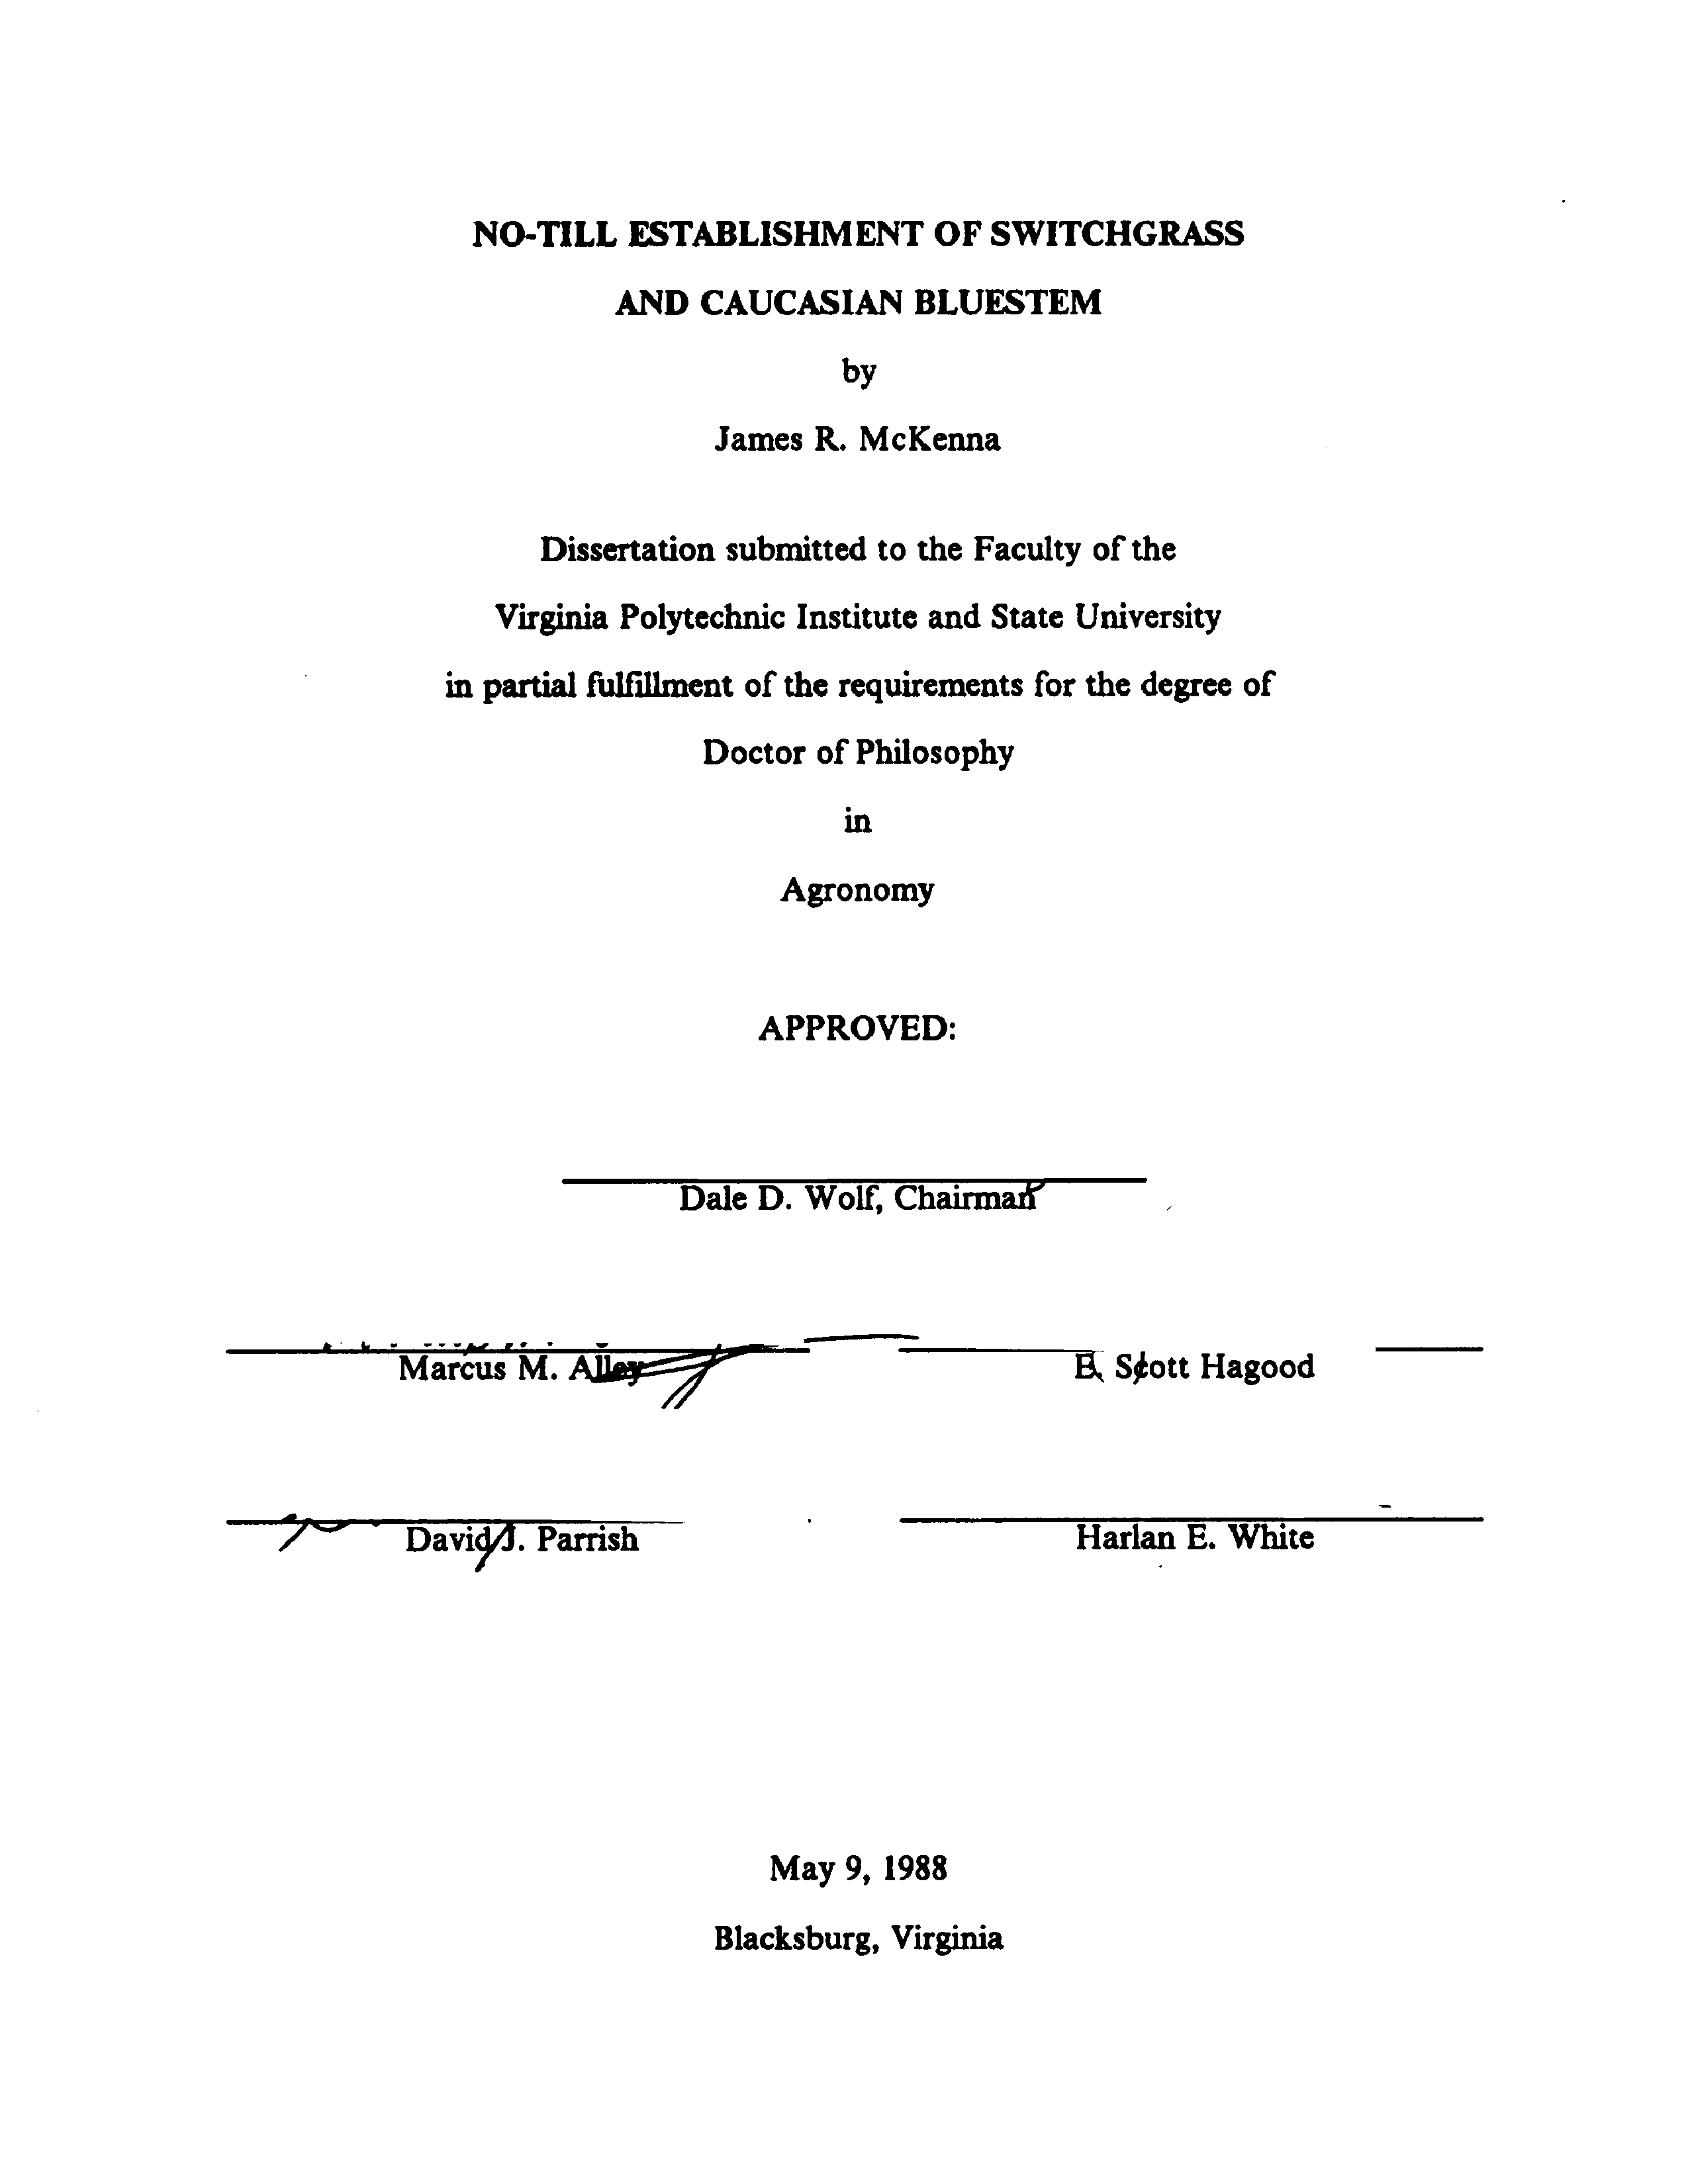 NO-TILL ESTABLISHMENT OF SWITCHGRASS
AND CAUCASIAN BLUESTEM
by
James R. McKenna
Dissertation submitted to the Faculty of the
Virginia Polytechnic Institute and State University
in partial fulfillment of the requirements for the degree of
Doctor of Philosophy
in
Agronomy
APPROVED:
Dale D. Wolf, Chairman
Marcus M. Alley
E. Scott Hagood
David J. Parrish
Harlan E. White
May 9, 1988
Blacksburg, Virginia